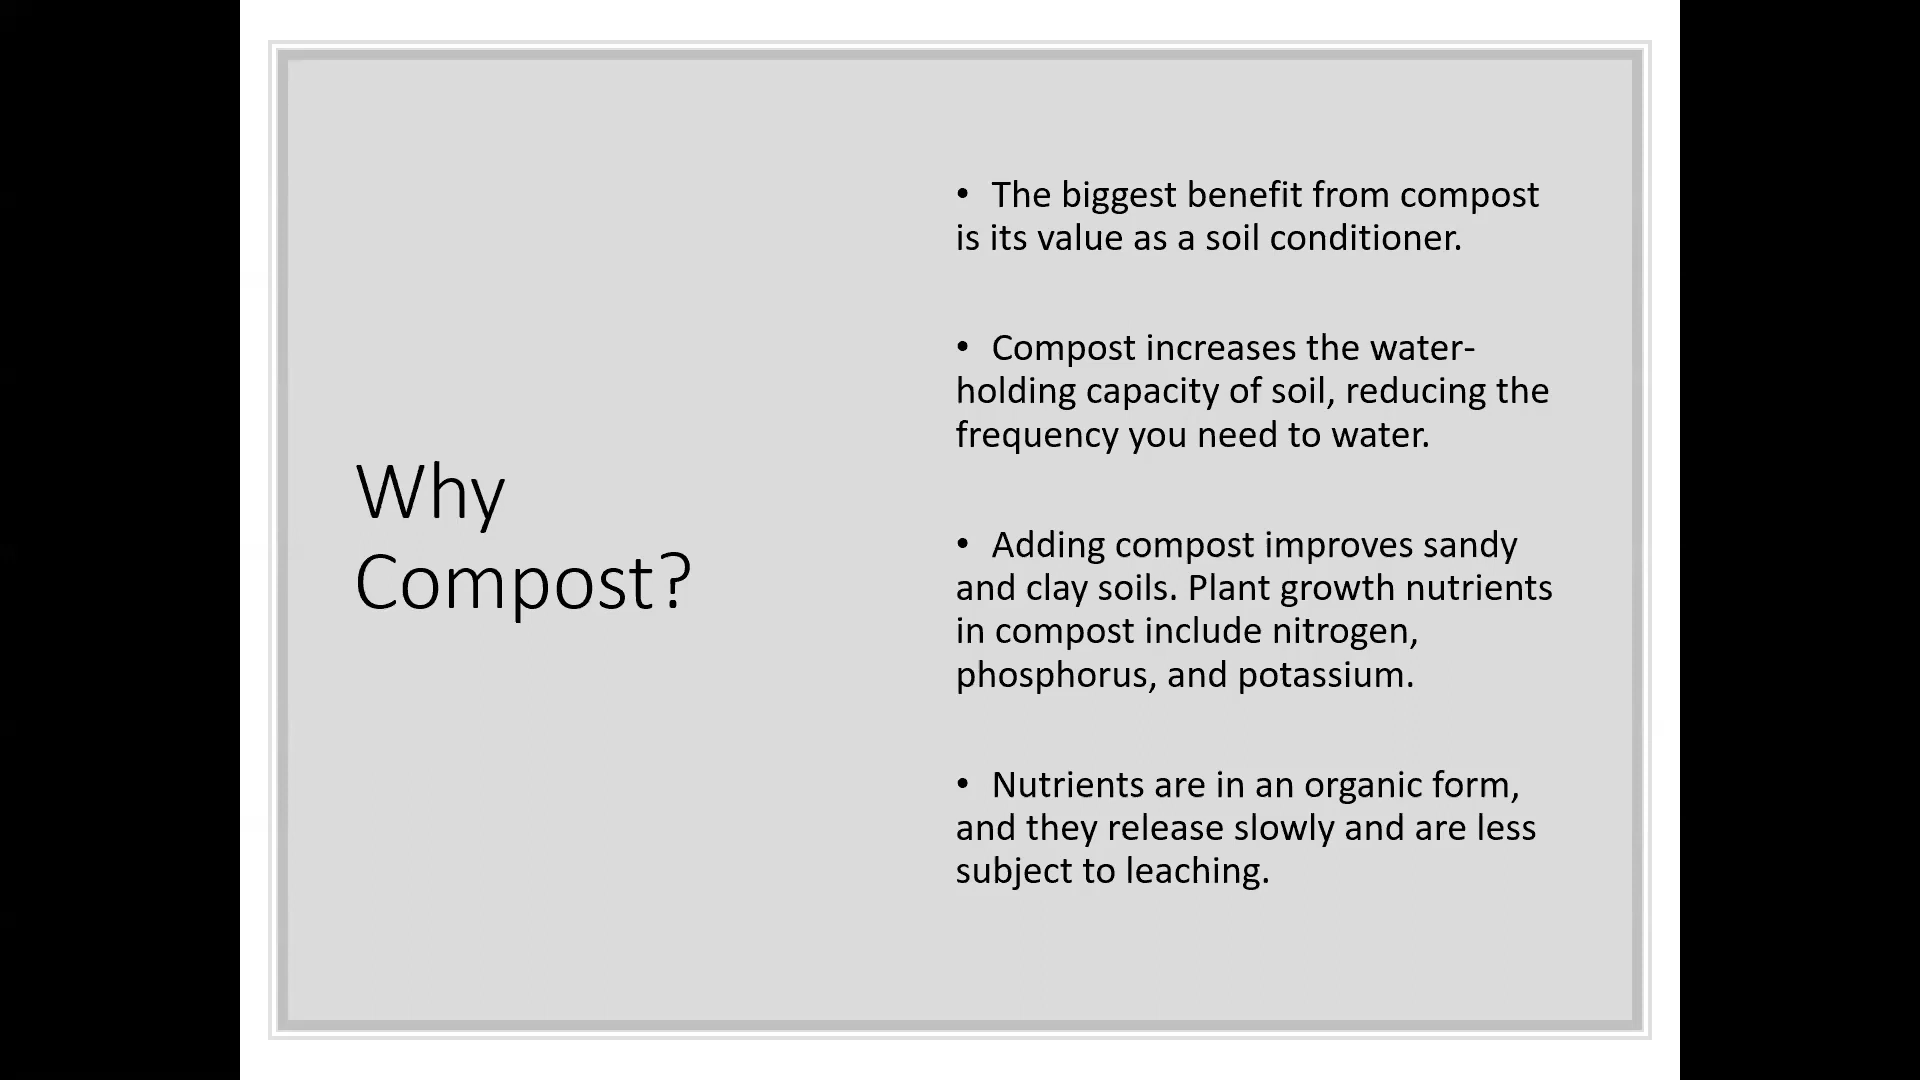 Why
Compost?
• The biggest benefit from compost
is its value as a soil conditioner.
• Compost increases the water-
holding capacity of soil, reducing the
frequency you need to water.
• Adding compost improves sandy
and clay soils. Plant growth nutrients
in compost include nitrogen,
phosphorus, and potassium.
• Nutrients are in an organic form,
and they release slowly and are less
subject to leaching.